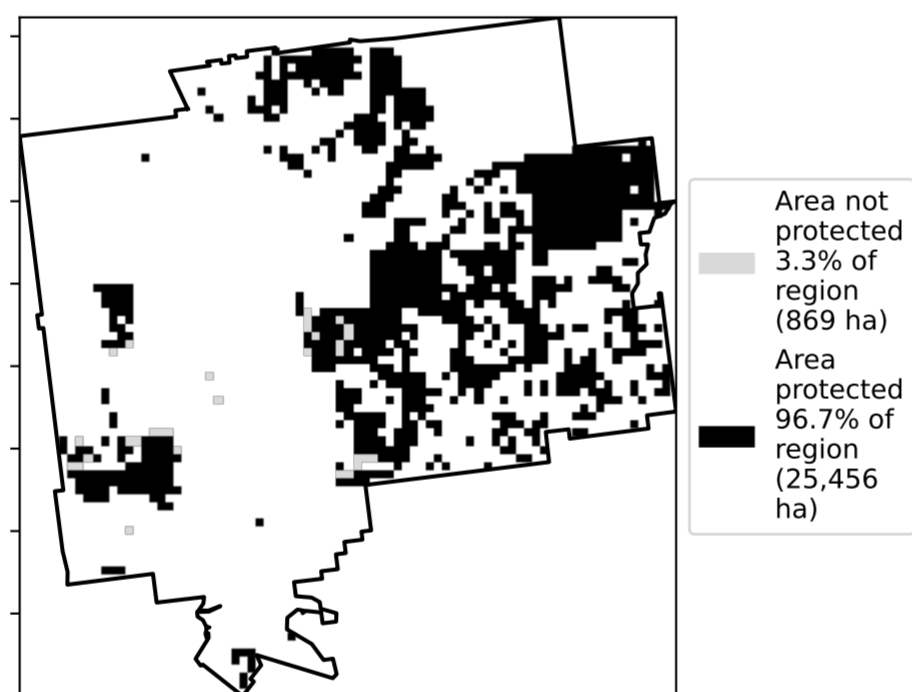 Area not
protected
3.3% of
region
(869 ha)
Area
protected
96.7% of
region
(25,456
ha)